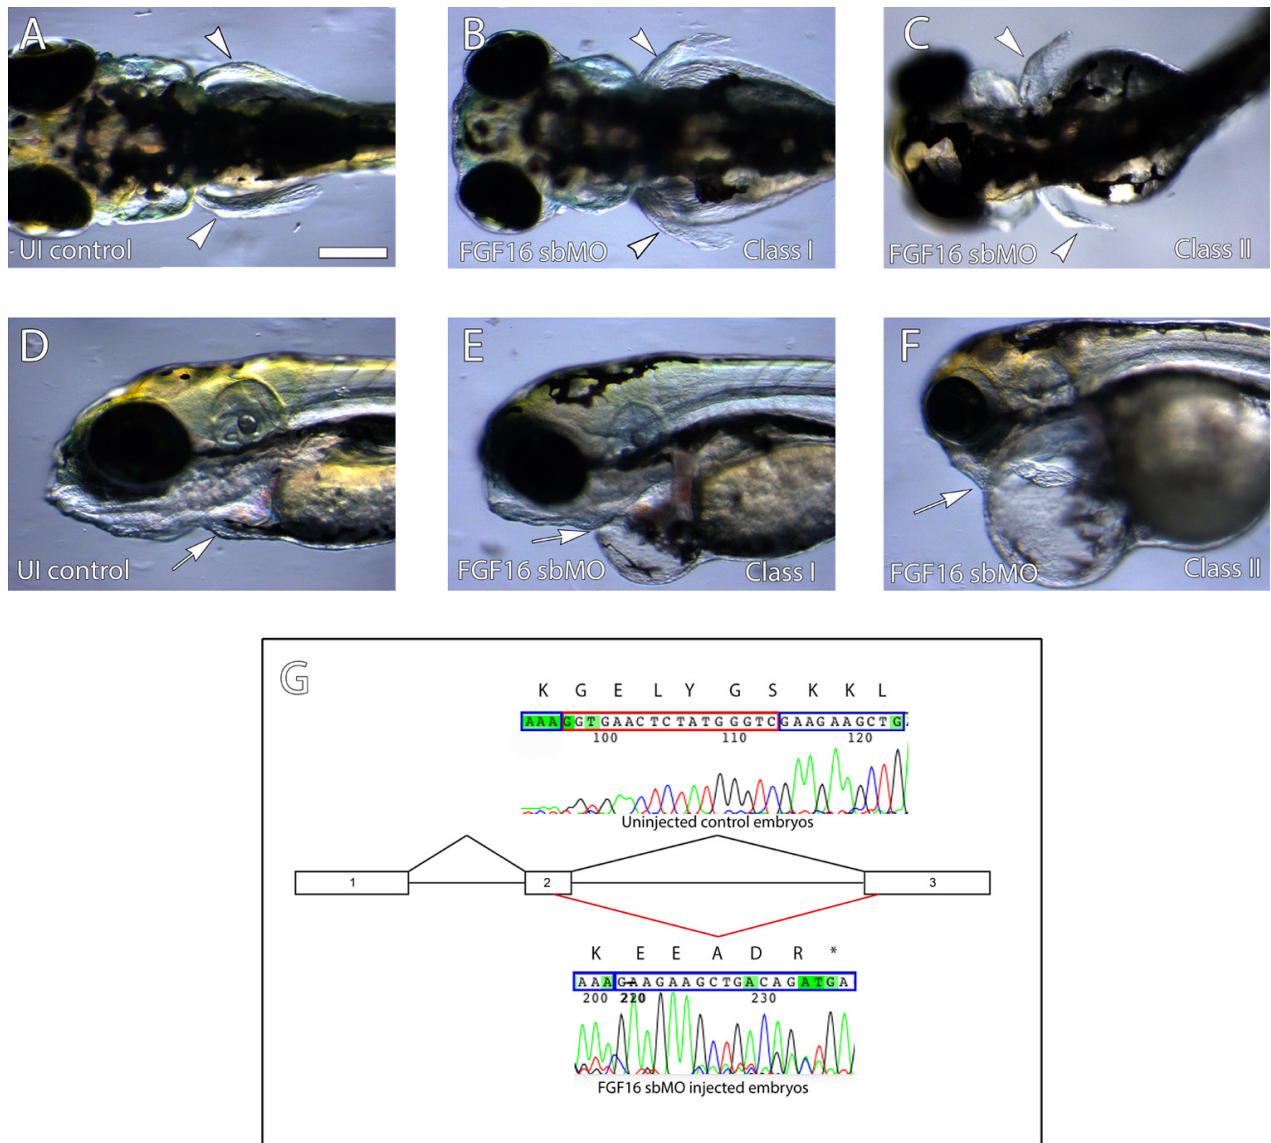 A
UI control
B
FGF16 sbMO Class I
C
FGF16 sbMO Class II
D
UI control
E
FGF16 sbMO Class I
F
FGF16 sbMO Class II
G
K G E L Y G S K K L
AAAGGTGAACTCTATGGGTCGAAGAAGCTG
100 110 120
Uninjected control embryos
1 2 3
K E E A D R *
AAAGAAGAAGCTGACAGATGA
200 230
FGF16 sbMO injected embryos